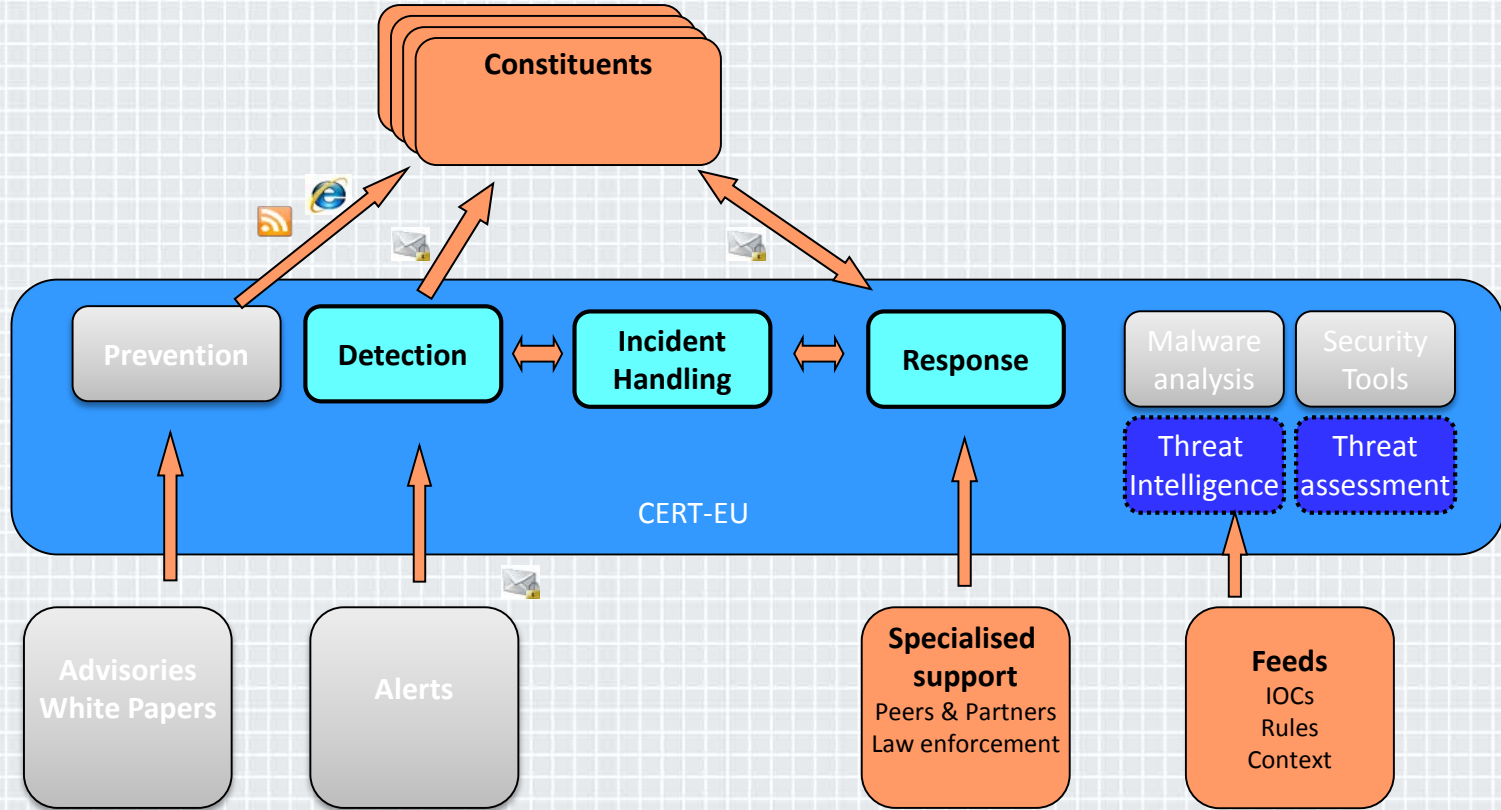 Constituents
Prevention
Detection
Incident
Handling
Response
Malware
analysis
Security
Tools
Threat
Intelligence
Threat
assessment
CERT-EU
Advisories
White Papers
Alerts
Specialised
support
Peers & Partners
Law enforcement
Feeds
IOCs
Rules
Context